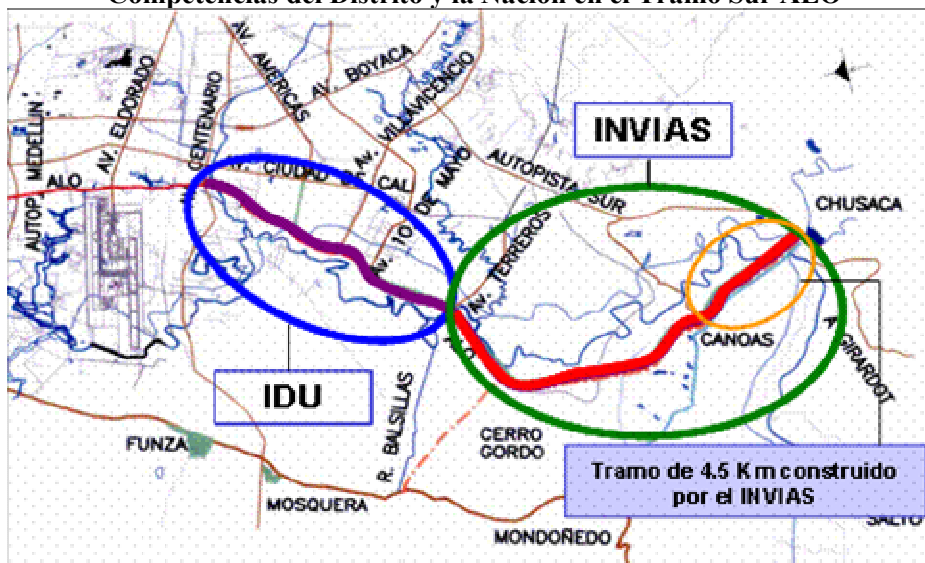 Competencias del Distrito y la Nación en el Tramo Sur ALO
AV. AMERICAS
AV. BOYACA
AV. ELDORADO
CENTENARIO
AV. VILLAVICENCIO
INVIAS
AUTOP. MEDELLIN
ALO
AV. CIUDAD DE CAL
AV. 1O DE MAYO
AUTOPISTA SUR
CHUSACA
AV. TERREROS
ALO
CANOAS
A GIRARDOT
IDU
R. BALSILLAS
FUNZA
CERRO
GORDO
MOSQUERA
Tramo de 4.5 Km construido
por el INVIAS
SALTO
MONDOÑEDO